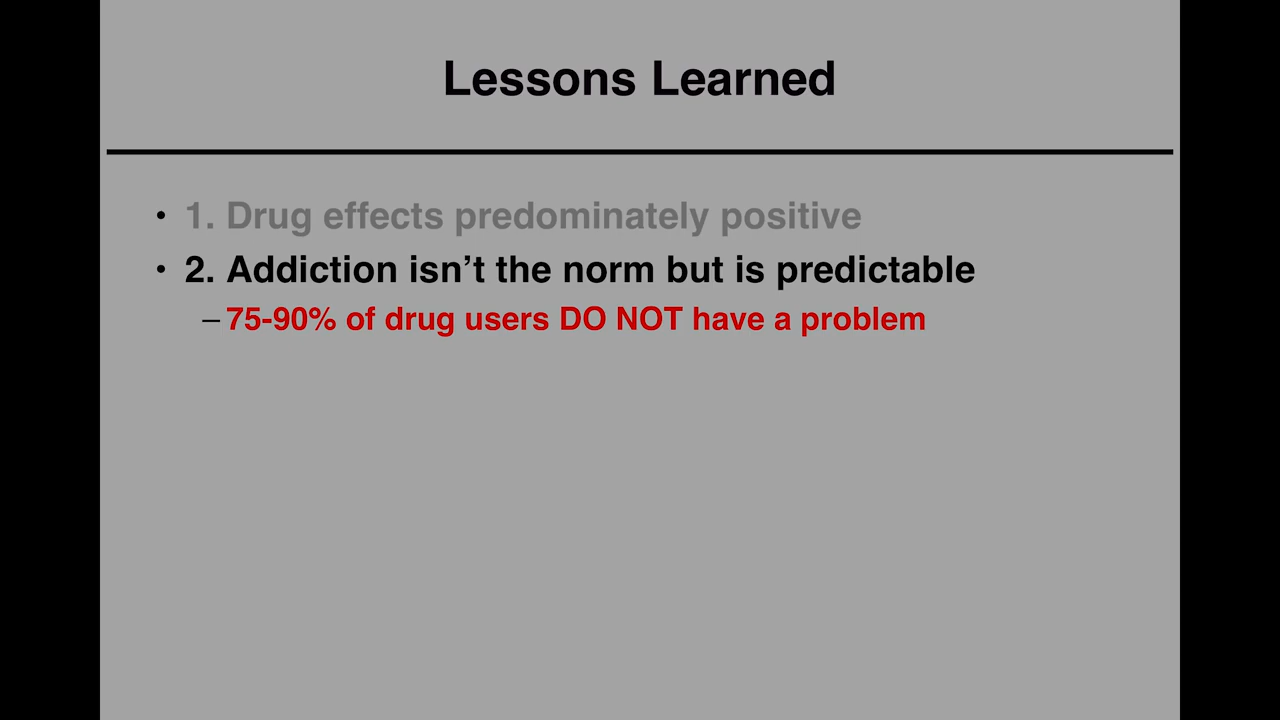 Lessons Learned
• 1. Drug effects predominately positive
• 2. Addiction isn’t the norm but is predictable
– 75-90% of drug users DO NOT have a problem